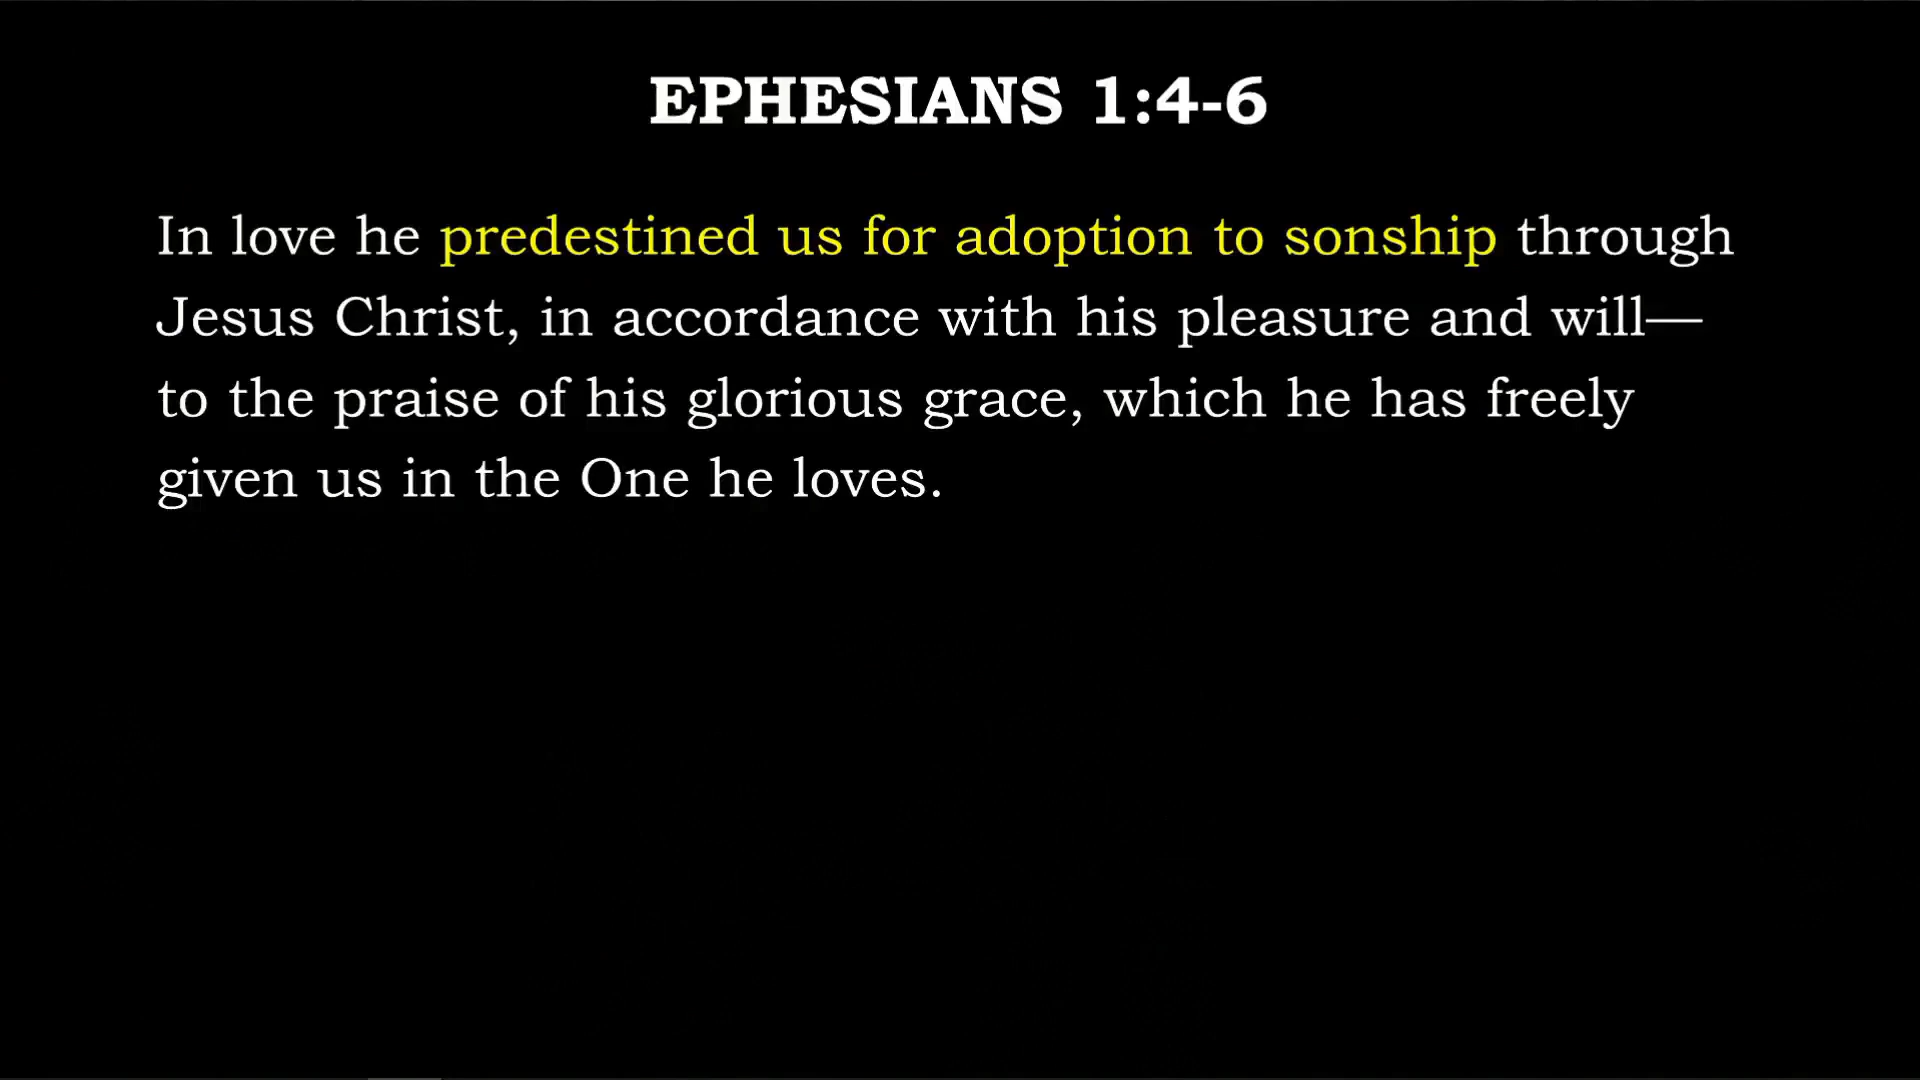 EPHESIANS 1:4-6
In love he predestined us for adoption to sonship through
Jesus Christ, in accordance with his pleasure and will—
to the praise of his glorious grace, which he has freely
given us in the One he loves.